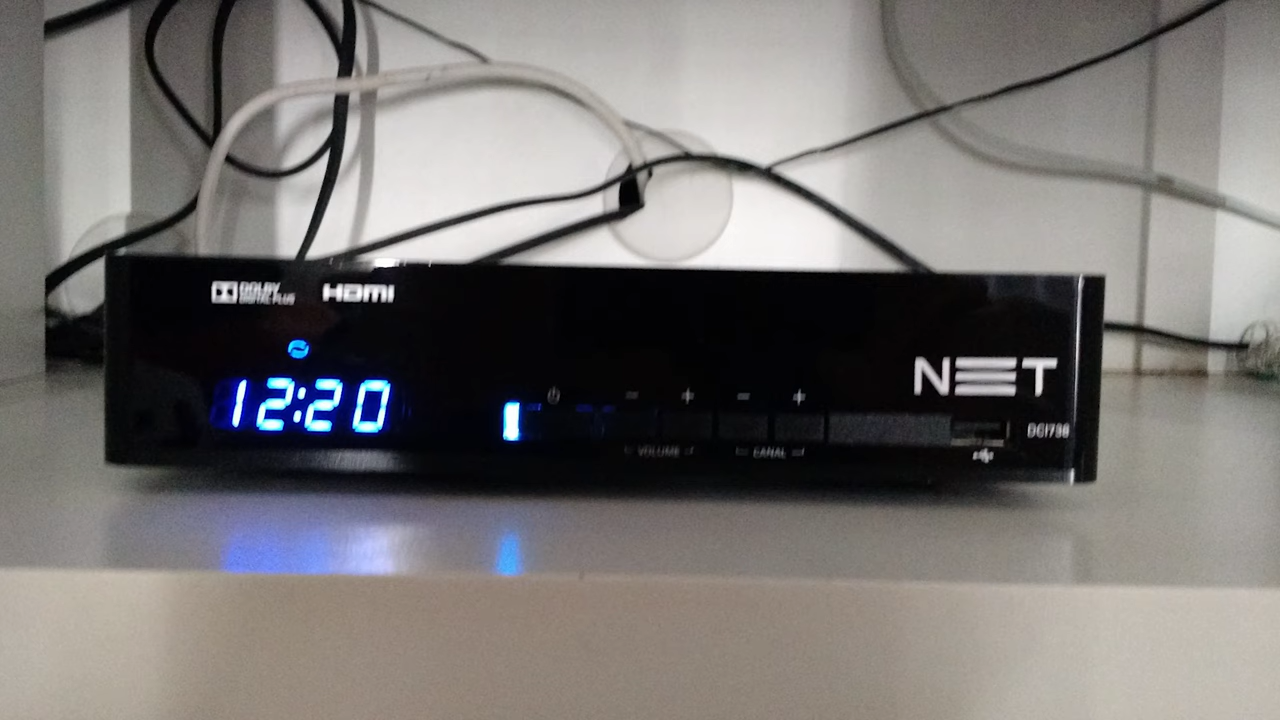 DOLBY
DIGITAL PLUS
HDMI
12:20
NET
- + - +
VOLUME
CANAL
DCI738